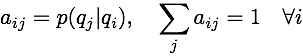 a_{ij} = p(q_j|q_i), \quad \sum_j a_{ij} = 1 \quad \forall i